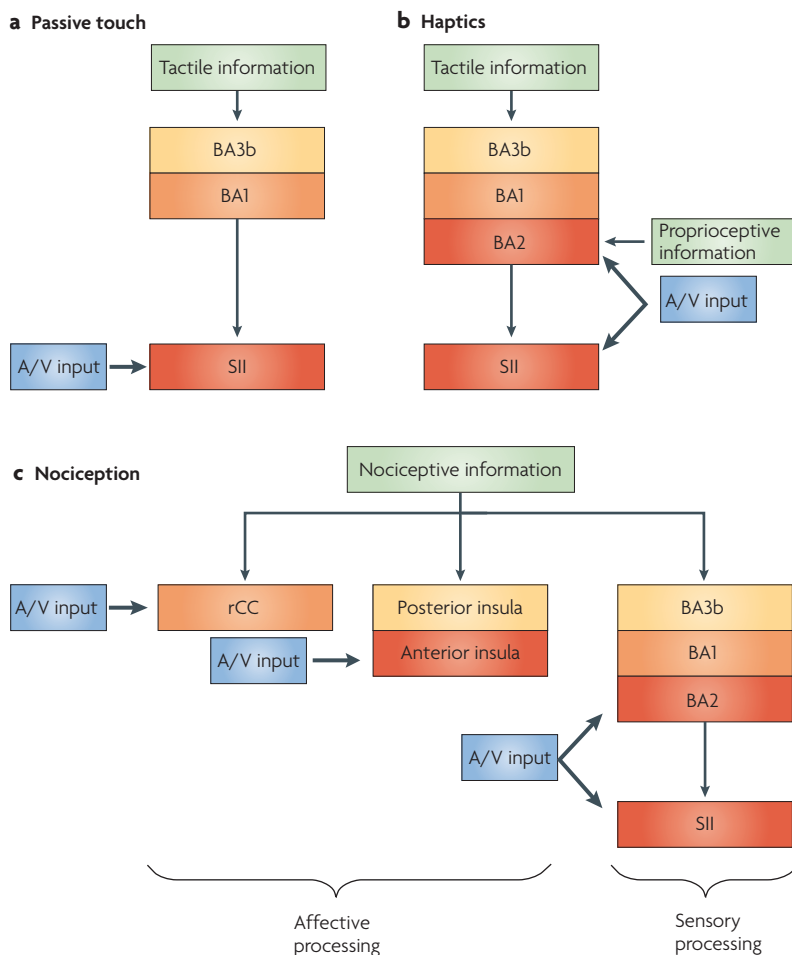 a Passive touch
Tactile information
BA3b
BA1
A/V input
SII
b Haptics
Tactile information
BA3b
BA1
BA2
Proprioceptive
information
A/V input
SII
c Nociception
Nociceptive information
A/V input
rCC
A/V input
Posterior insula
Anterior insula
BA3b
BA1
BA2
A/V input
SII
Affective
processing
Sensory
processing